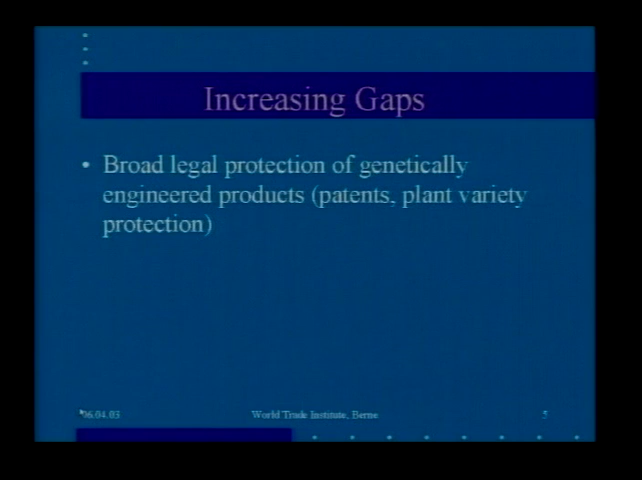 Increasing Gaps
• Broad legal protection of genetically
engineered products (patents, plant variety
protection)
06.04.03
World Trade Institute, Berne
5